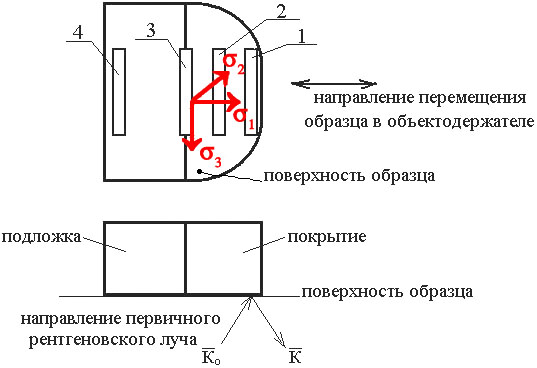 4
3
2
1
σ2
σ1
σ3
направление перемещения
образца в объектодержателе
поверхность образца
подложка
покрытие
поверхность образца
направление первичного
рентгеновского луча
K̅о
K̅